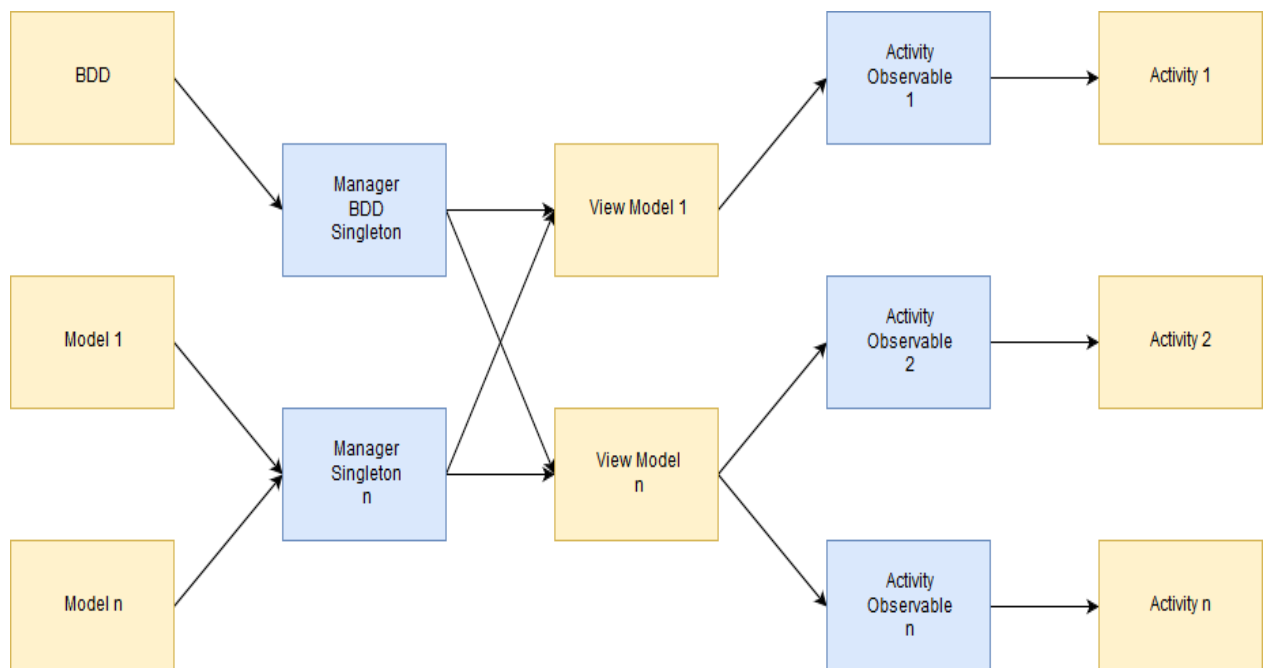 BDD
Activity
Observable
1
Activity 1
Manager
BDD
Singleton
View Model 1
Model 1
Activity
Observable
2
Activity 2
Manager
Singleton
n
View Model
n
Model n
Activity
Observable
n
Activity n